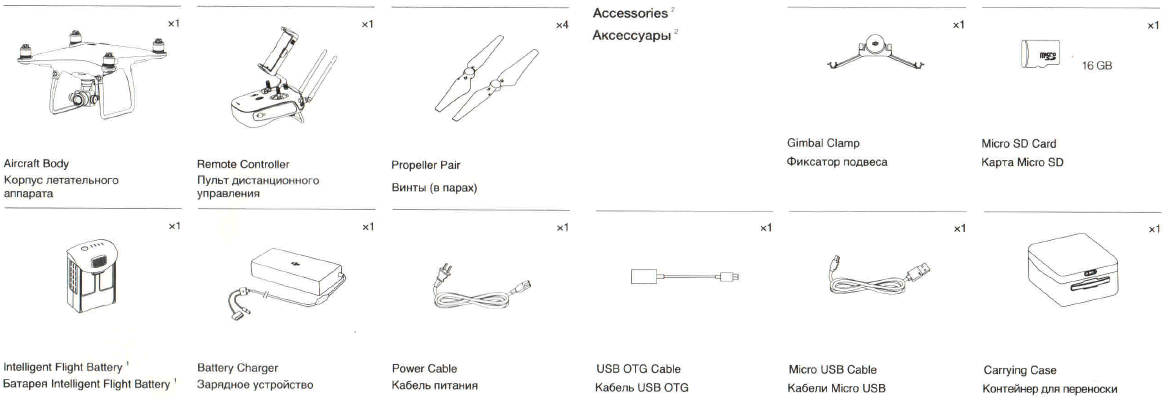 ×1
Aircraft Body
Корпус летательного
аппарата
×1
Remote Controller
Пульт дистанционного
управления
×4
Propeller Pair
Винты (в парах)
Accessories ²
Аксессуары ²
×1
Gimbal Clamp
Фиксатор подвеса
×1
Micro SD
16 GB
Micro SD Card
Карта Micro SD
×1
Intelligent Flight Battery ¹
Батарея Intelligent Flight Battery ¹
×1
Battery Charger
Зарядное устройство
×1
Power Cable
Кабель питания
×1
USB OTG Cable
Кабель USB OTG
×1
Micro USB Cable
Кабели Micro USB
×1
Carrying Case
Контейнер для переноски